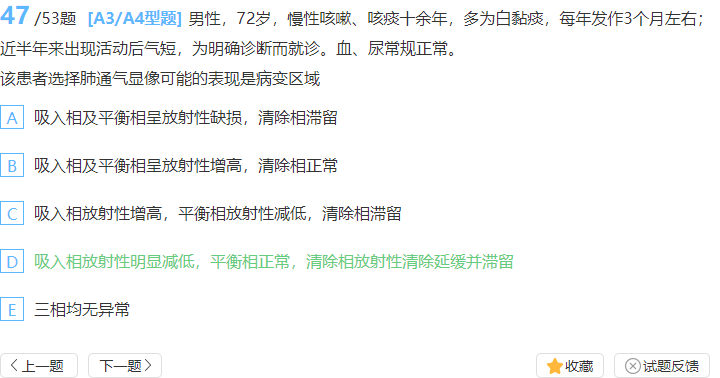 47 /53题 [A3/A4型题] 男性，72岁，慢性咳嗽、咳痰十余年，多为白黏痰，每年发作3个月左右；
近半年来出现活动后气短，为明确诊断而就诊。血、尿常规正常。
该患者选择肺通气显像可能的表现是病变区域
A 吸入相及平衡相呈放射性缺损，清除相滞留
B 吸入相及平衡相呈放射性增高，清除相正常
C 吸入相放射性增高，平衡相放射性减低，清除相滞留
D 吸入相放射性明显减低，平衡相正常，清除相放射性清除延缓并滞留
E 三相均无异常
上一题 下一题 收藏 试题反馈